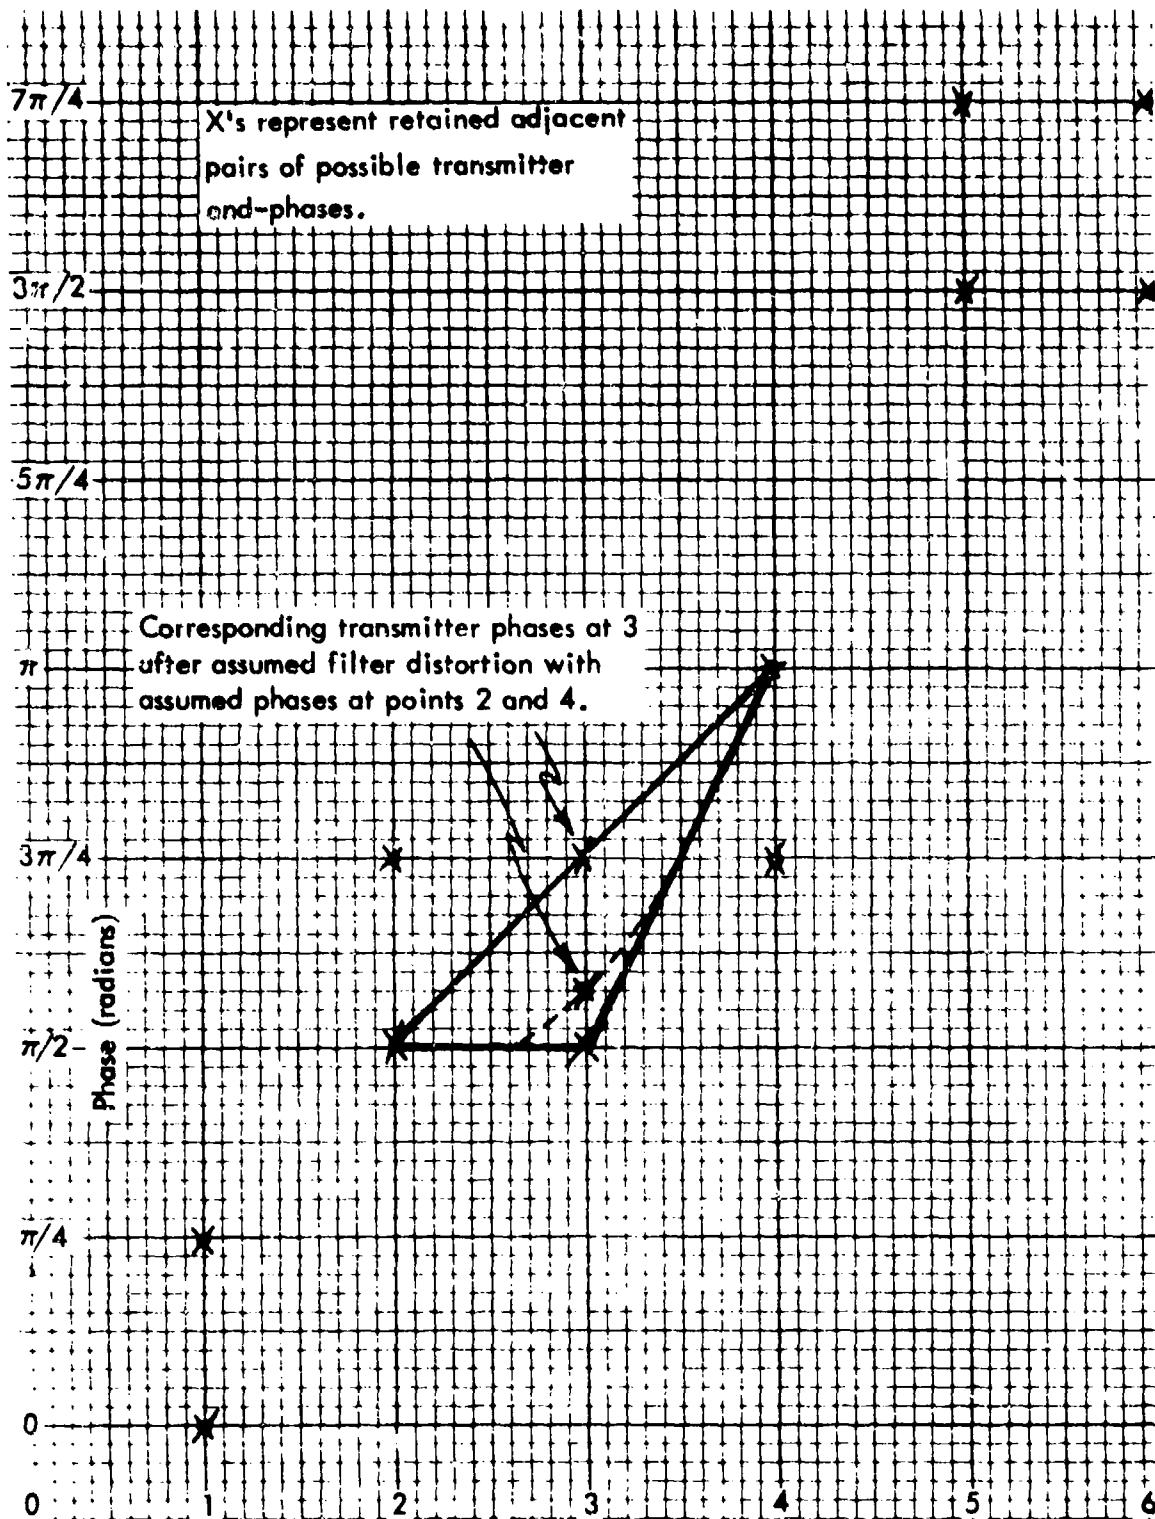 7π/4
X's represent retained adjacent
pairs of possible transmitter
end-phases.
3π/2
5π/4
Corresponding transmitter phases at 3
after assumed filter distortion with
assumed phases at points 2 and 4.
π
3π/4
Phase (radians)
π/2
π/4
0
0 1 2 3 4 5 6